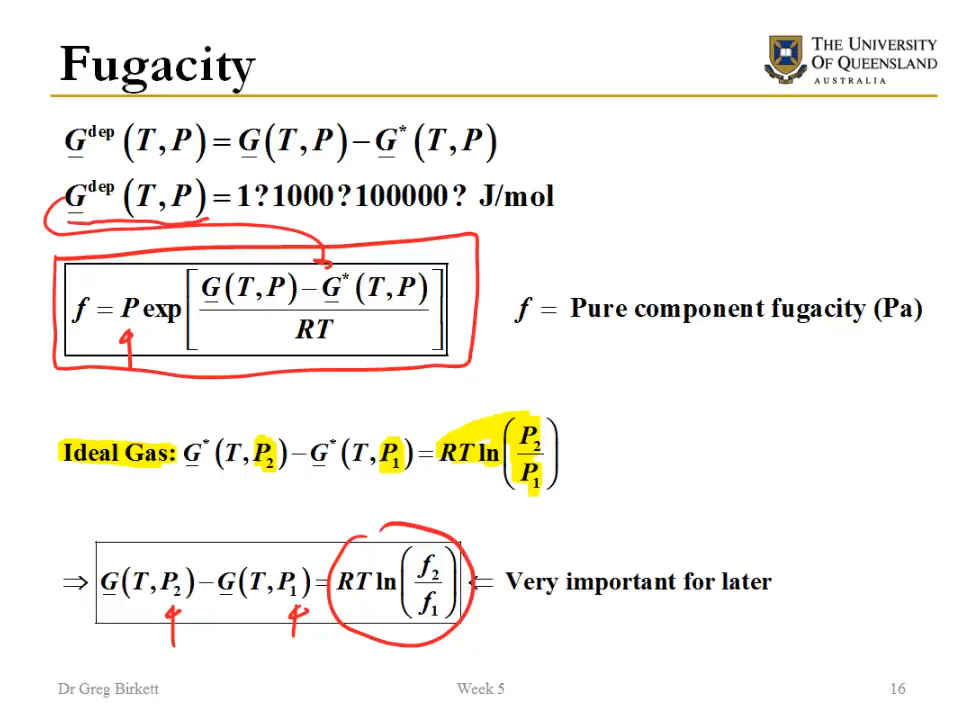 Fugacity
THE UNIVERSITY
OF QUEENSLAND
AUSTRALIA
G^dep (T, P) = G (T, P) − G^* (T, P)
G^dep (T, P) = 1?1000?100000? J/mol
f = P exp [ (G (T, P) − G^* (T, P)) / RT ]
f = Pure component fugacity (Pa)
Ideal Gas: G^* (T, P₂) − G^* (T, P₁) = RT ln (P₂ / P₁)
⇒ G (T, P₂) − G (T, P₁) = RT ln (f₂ / f₁) ⇐ Very important for later
Dr Greg Birkett
Week 5
16